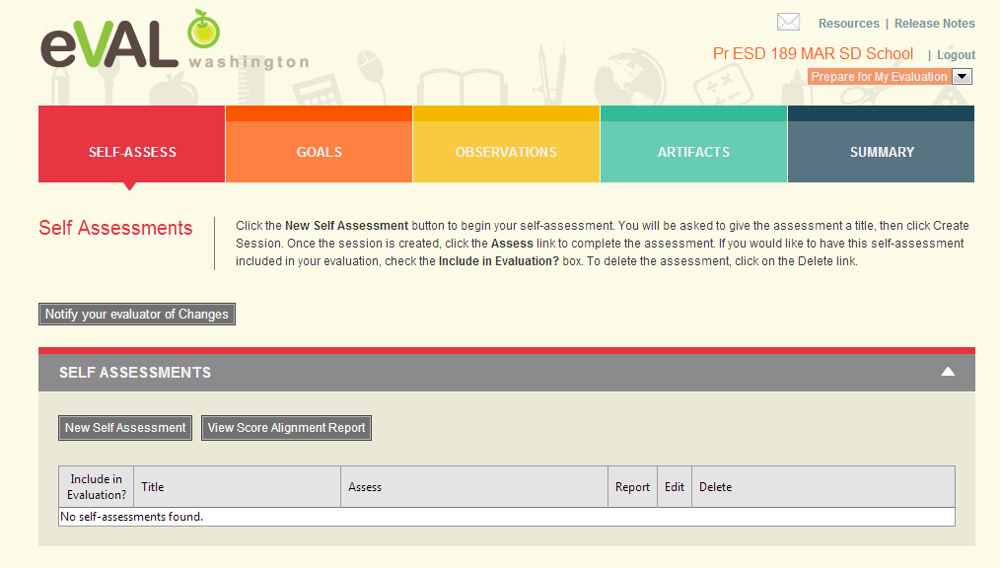 eVAL
washington
Resources | Release Notes
Pr ESD 189 MAR SD School | Logout
Prepare for My Evaluation
SELF-ASSESS GOALS OBSERVATIONS ARTIFACTS SUMMARY
Self Assessments
Click the New Self Assessment button to begin your self-assessment. You will be asked to give the assessment a title, then click Create
Session. Once the session is created, click the Assess link to complete the assessment. If you would like to have this self-assessment
included in your evaluation, check the Include in Evaluation? box. To delete the assessment, click on the Delete link.
Notify your evaluator of Changes
SELF ASSESSMENTS
New Self Assessment View Score Alignment Report
Include in
Evaluation? Title Assess Report Edit Delete
No self-assessments found.